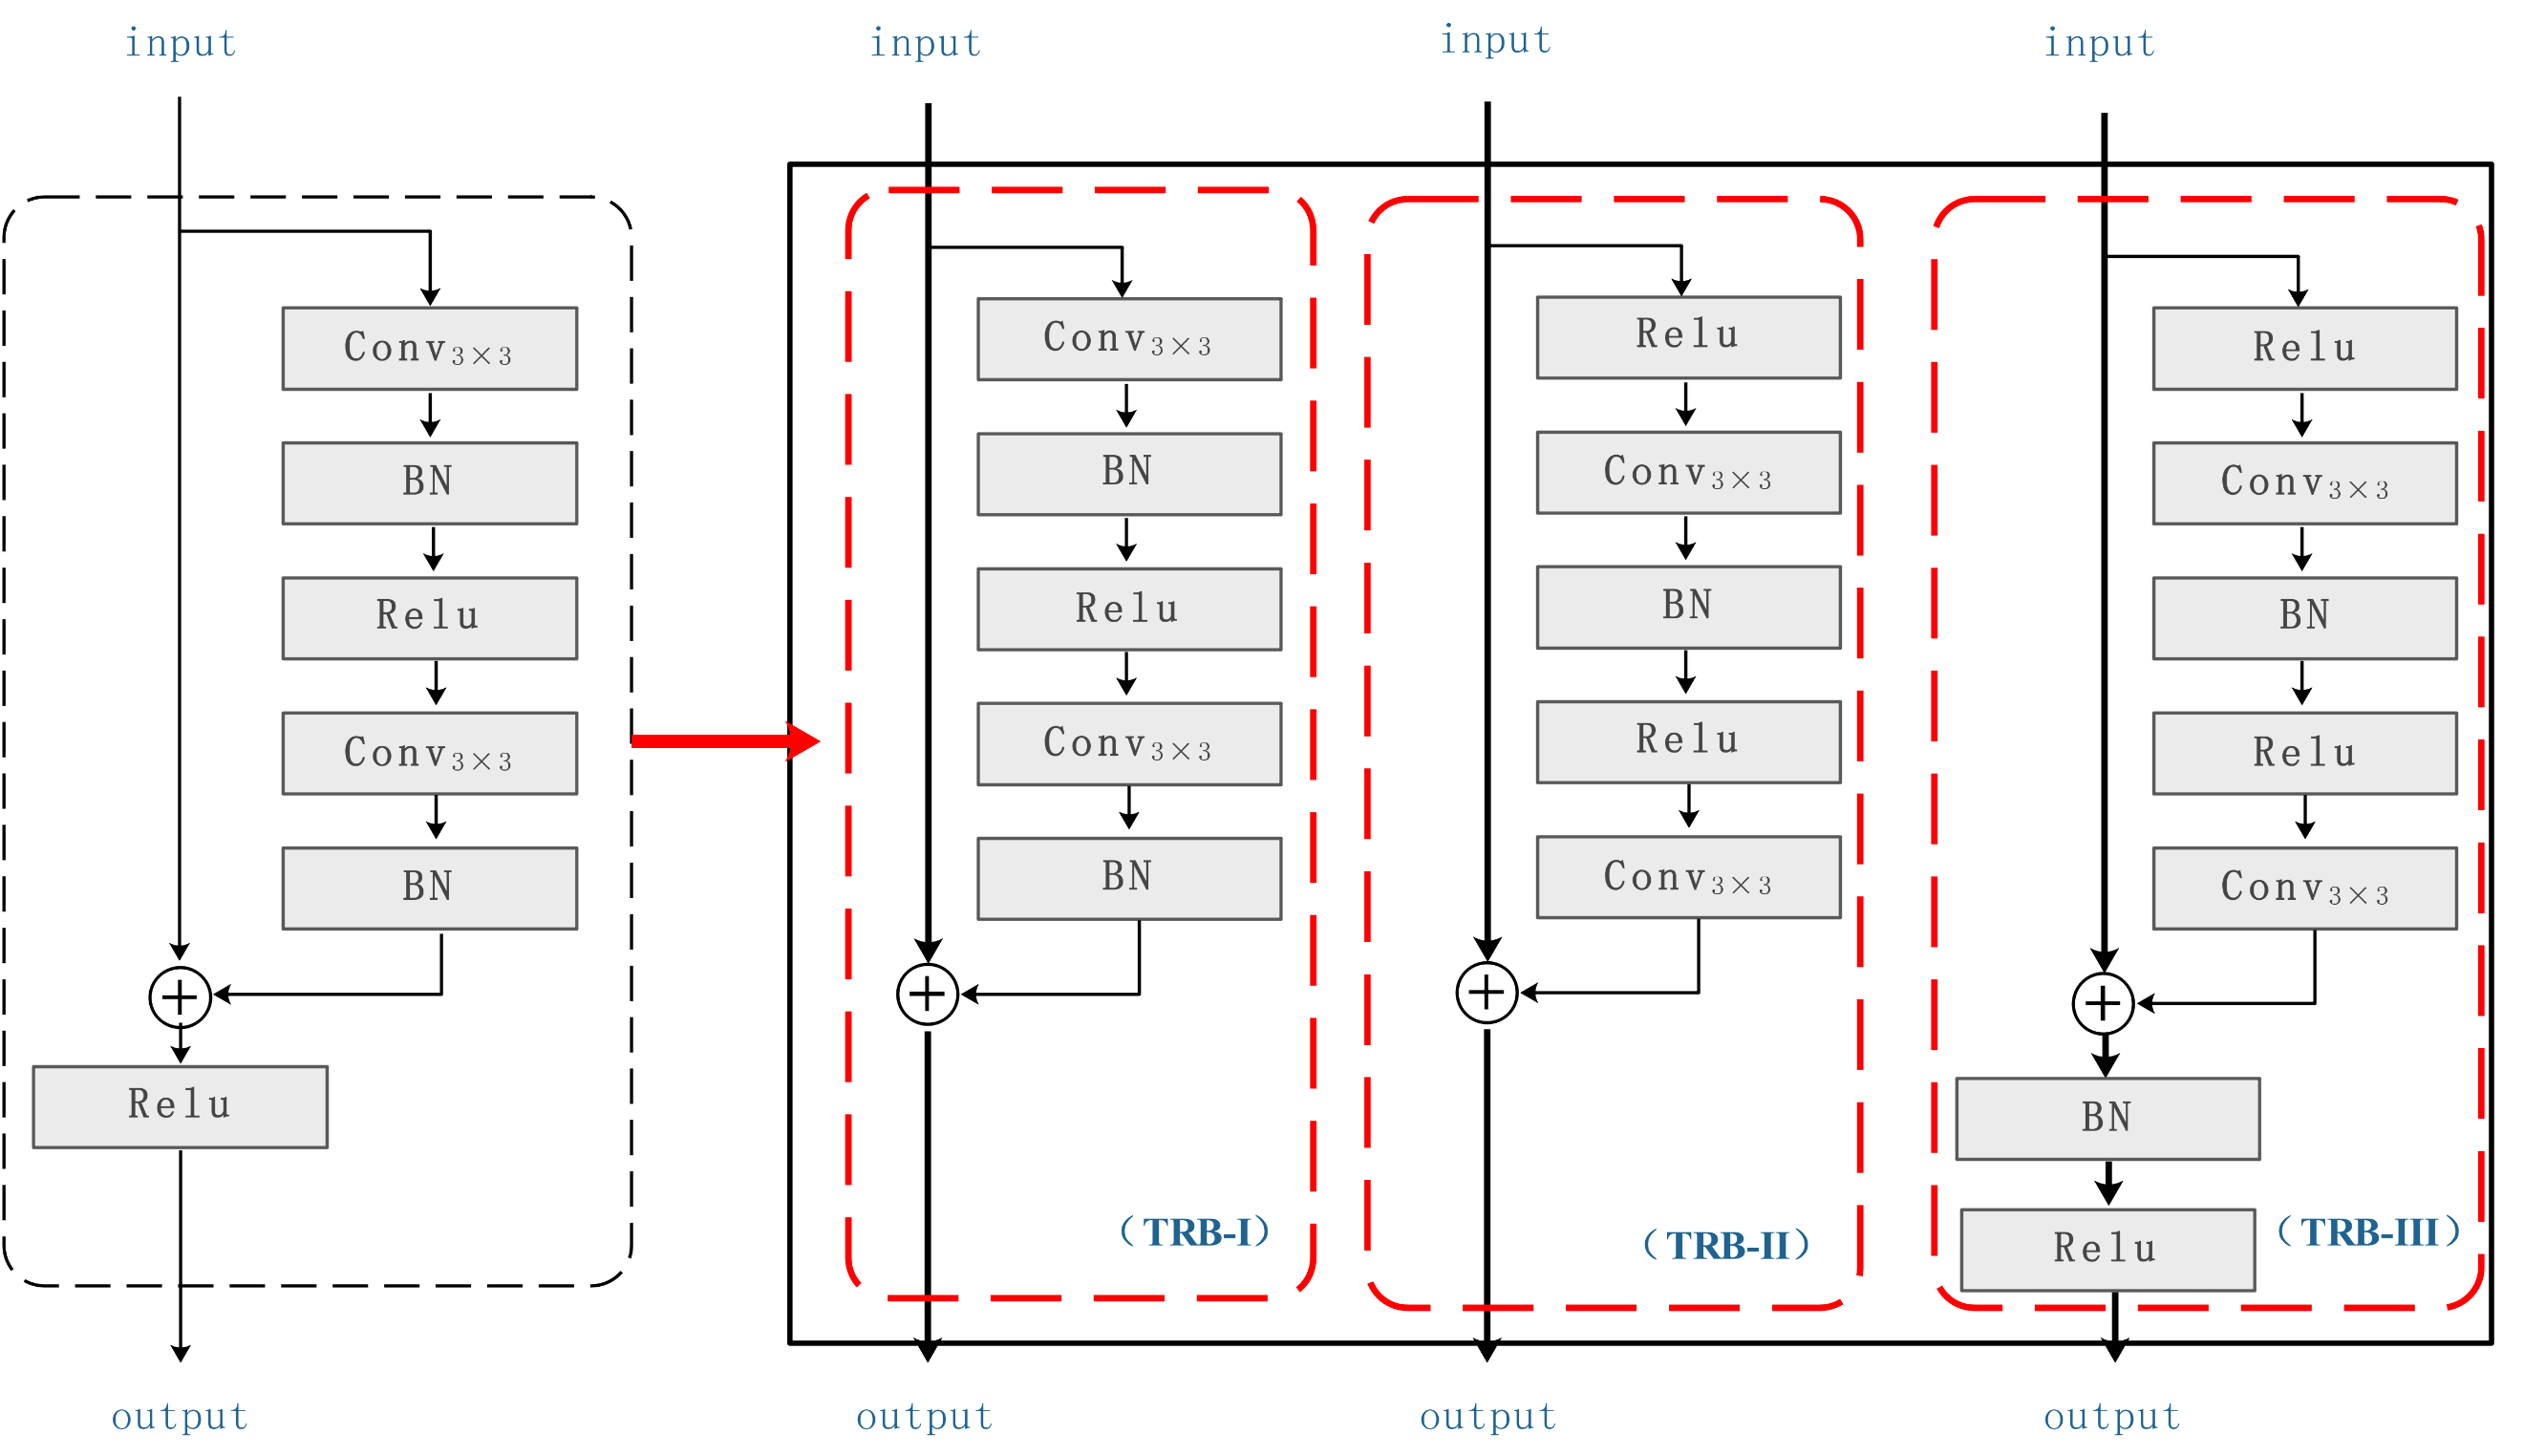 input
Conv3×3
BN
Relu
Conv3×3
BN
Relu
output
input
Conv3×3
BN
Relu
Conv3×3
BN
(TRB-I)
output
input
Relu
Conv3×3
BN
Relu
Conv3×3
(TRB-II)
output
input
Relu
Conv3×3
BN
Relu
Conv3×3
BN
Relu
(TRB-III)
output